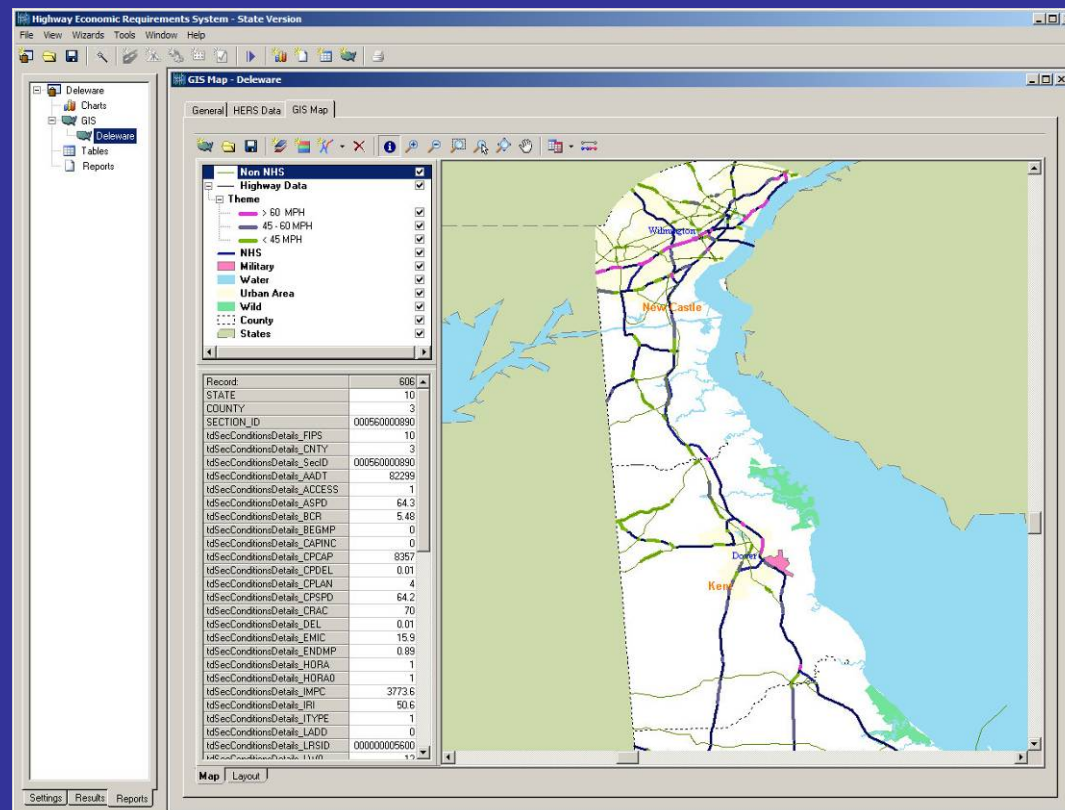 Highway Economic Requirements System - State Version
File View Wizards Tools Window Help
Deleware
Charts
GIS
Deleware
Tables
Reports
GIS Map - Deleware
General HERS Data GIS Map
Non NHS
Highway Data
Theme
> 60 MPH
45 - 60 MPH
< 45 MPH
NHS
Military
Water
Urban Area
Wild
County
States
Record: 606
STATE 10
COUNTY 3
SECTION_ID 000560000890
tdSecConditionsDetails_FIPS 10
tdSecConditionsDetails_CNTY 3
tdSecConditionsDetails_SecID 000560000890
tdSecConditionsDetails_AADT 82299
tdSecConditionsDetails_ACCESS 1
tdSecConditionsDetails_ASPD 64.3
tdSecConditionsDetails_BCR 5.48
tdSecConditionsDetails_BEGMP 0
tdSecConditionsDetails_CAPINC 0
tdSecConditionsDetails_CPCAP 8357
tdSecConditionsDetails_CPDEL 0.01
tdSecConditionsDetails_CPLAN 4
tdSecConditionsDetails_CPSPD 64.2
tdSecConditionsDetails_CRAC 70
tdSecConditionsDetails_DEL 0.01
tdSecConditionsDetails_EMIC 15.9
tdSecConditionsDetails_ENDMP 0.89
tdSecConditionsDetails_HORA 1
tdSecConditionsDetails_HORA0 1
tdSecConditionsDetails_IMPC 3773.6
tdSecConditionsDetails_IRI 50.6
tdSecConditionsDetails_ITYPE 1
tdSecConditionsDetails_LADD 0
tdSecConditionsDetails_LRSID 000000005600
Wilmington
New Castle
Dover
Kent
Map Layout
Settings Results Reports